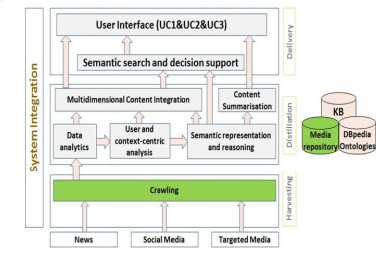 System Integration
User Interface (UC1&UC2&UC3)
Semantic search and decision support
Delivery
Multidimensional Content Integration
Content
Summarisation
Data
analytics
User and
context-centric
analysis
Semantic representation
and reasoning
Distillation
KB
Media
repository
DBpedia
Ontologies
Crawling
Harvesting
News
Social Media
Targeted Media